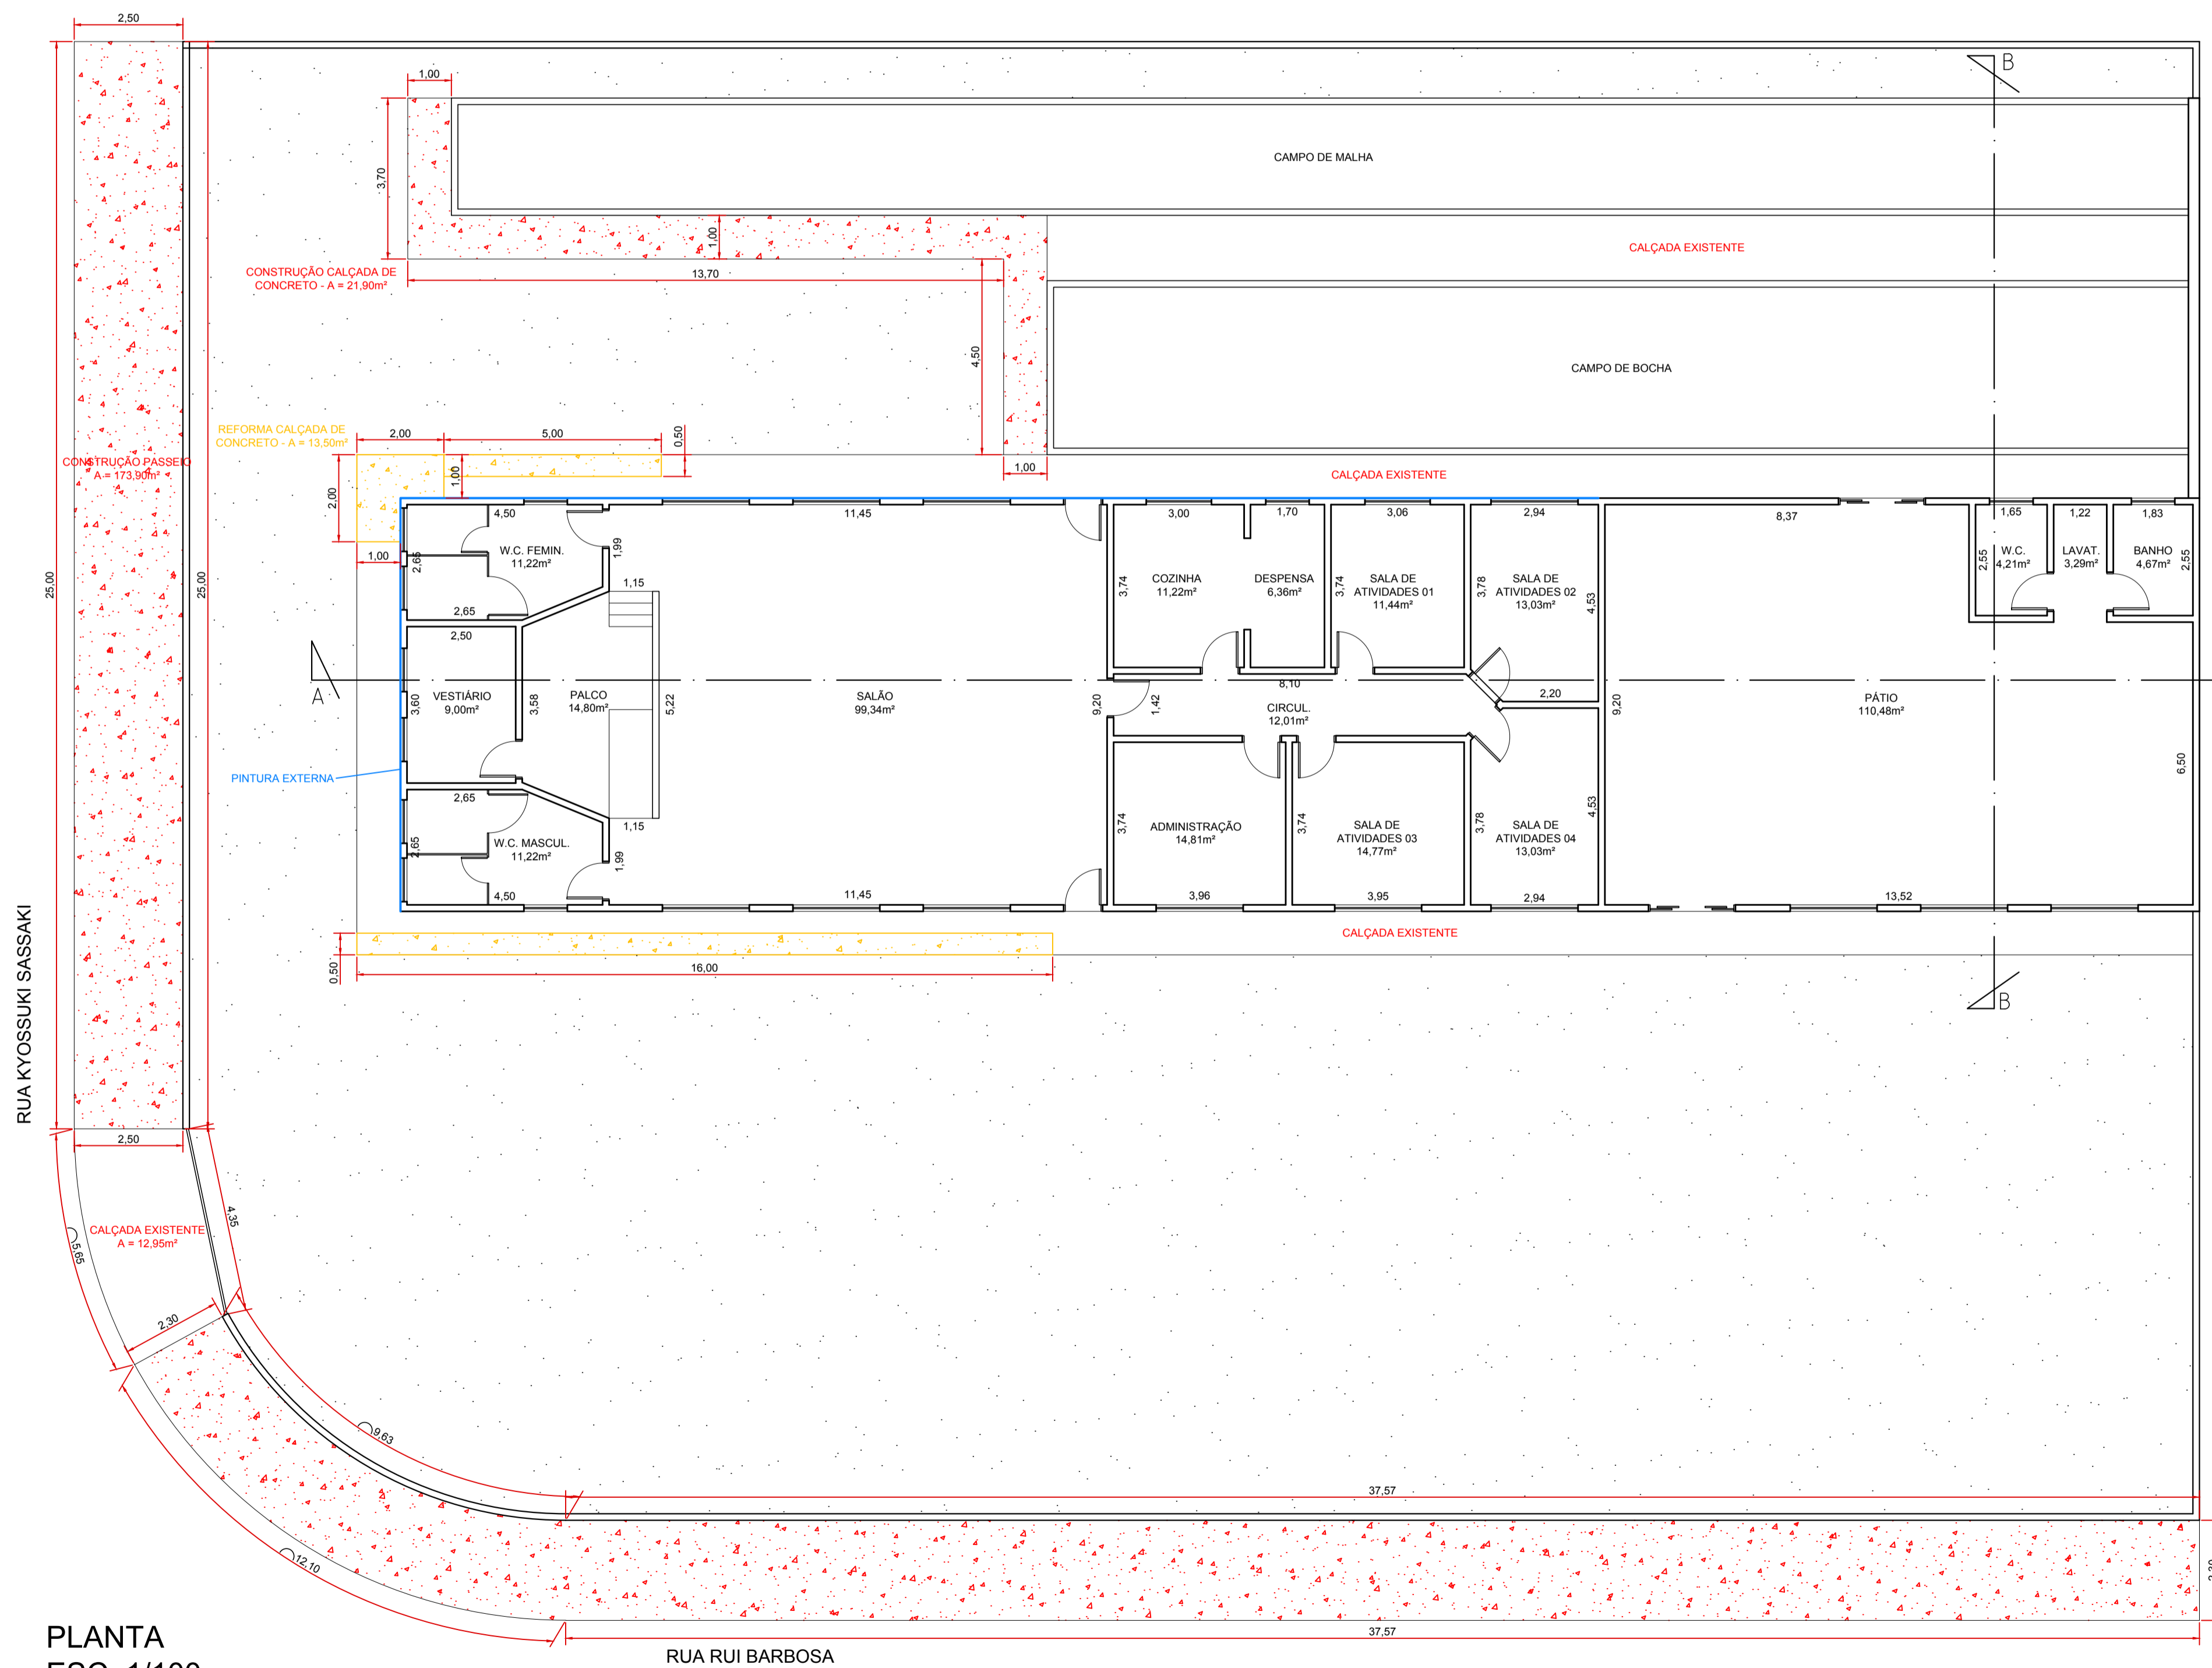 2,50
1,00
B
CAMPO DE MALHA
3,70
1,00
CALÇADA EXISTENTE
CONSTRUÇÃO CALÇADA DE
CONCRETO - A = 21,90m²
13,70
4,50
CAMPO DE BOCHA
REFORMA CALÇADA DE
CONCRETO - A = 13,50m²
2,00
5,00
0,50
CONSTRUÇÃO PASSEIO
A = 173,90m²
1,00
2,00
1,00
CALÇADA EXISTENTE
25,00
25,00
1,00
4,50
11,45
3,00
1,70
3,06
2,94
8,37
1,65
1,22
1,83
2,65
W.C. FEMIN.
11,22m²
1,99
2,55
W.C.
4,21m²
LAVAT.
3,29m²
BANHO
4,67m²
2,55
3,74
COZINHA
11,22m²
DESPENSA
6,36m²
3,74
SALA DE
ATIVIDADES 01
11,44m²
3,78
SALA DE
ATIVIDADES 02
13,03m²
4,53
1,15
2,65
2,50
A
3,60
VESTIÁRIO
9,00m²
3,58
PALCO
14,80m²
5,22
SALÃO
99,34m²
9,20
1,42
8,10
CIRCUL.
12,01m²
2,20
9,20
PÁTIO
110,48m²
6,50
PINTURA EXTERNA
2,65
1,15
2,65
W.C. MASCUL.
11,22m²
1,99
3,74
ADMINISTRAÇÃO
14,81m²
3,74
SALA DE
ATIVIDADES 03
14,77m²
3,78
SALA DE
ATIVIDADES 04
13,03m²
4,53
4,50
11,45
3,96
3,95
2,94
13,52
CALÇADA EXISTENTE
0,50
16,00
B
RUA KYOSSUKI SASSAKI
2,50
4,35
CALÇADA EXISTENTE
A = 12,95m²
5,65
2,30
9,63
37,57
12,10
37,57
PLANTA
RUA RUI BARBOSA
ESC. 1/100